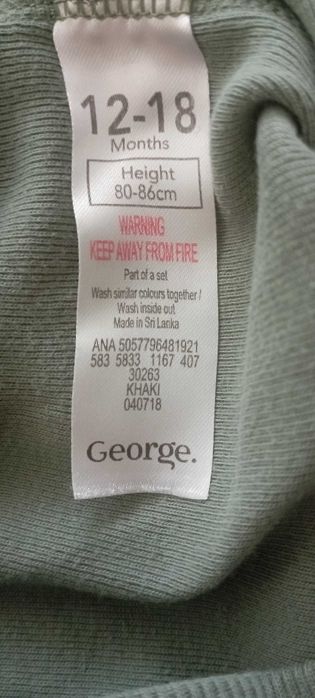 12-18
Months
Height
80-86cm
WARNING
KEEP AWAY FROM FIRE
Part of a set
Wash similar colours together /
Wash inside out
Made in Sri Lanka
ANA 5057796481921
583 5833 1167 407
30263
KHAKI
040718
George.